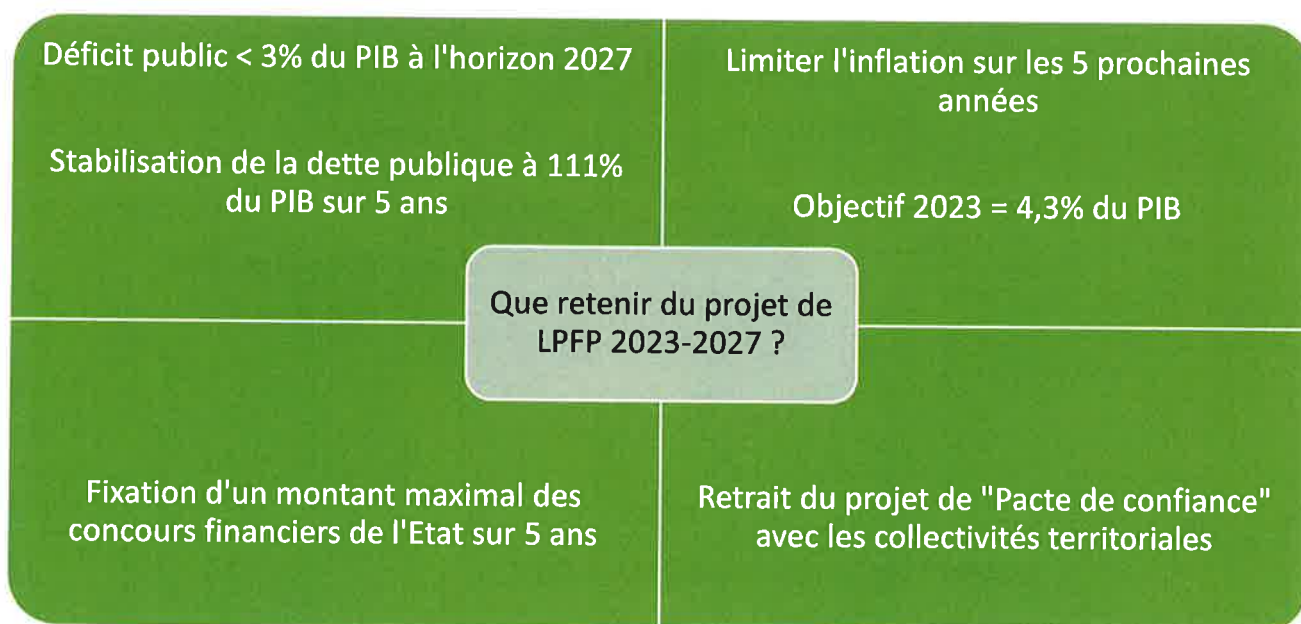 Déficit public < 3% du PIB à l'horizon 2027
Stabilisation de la dette publique à 111%
du PIB sur 5 ans
Limiter l'inflation sur les 5 prochaines
années
Objectif 2023 = 4,3% du PIB
Que retenir du projet de
LPFP 2023-2027 ?
Fixation d'un montant maximal des
concours financiers de l'Etat sur 5 ans
Retrait du projet de "Pacte de confiance"
avec les collectivités territoriales